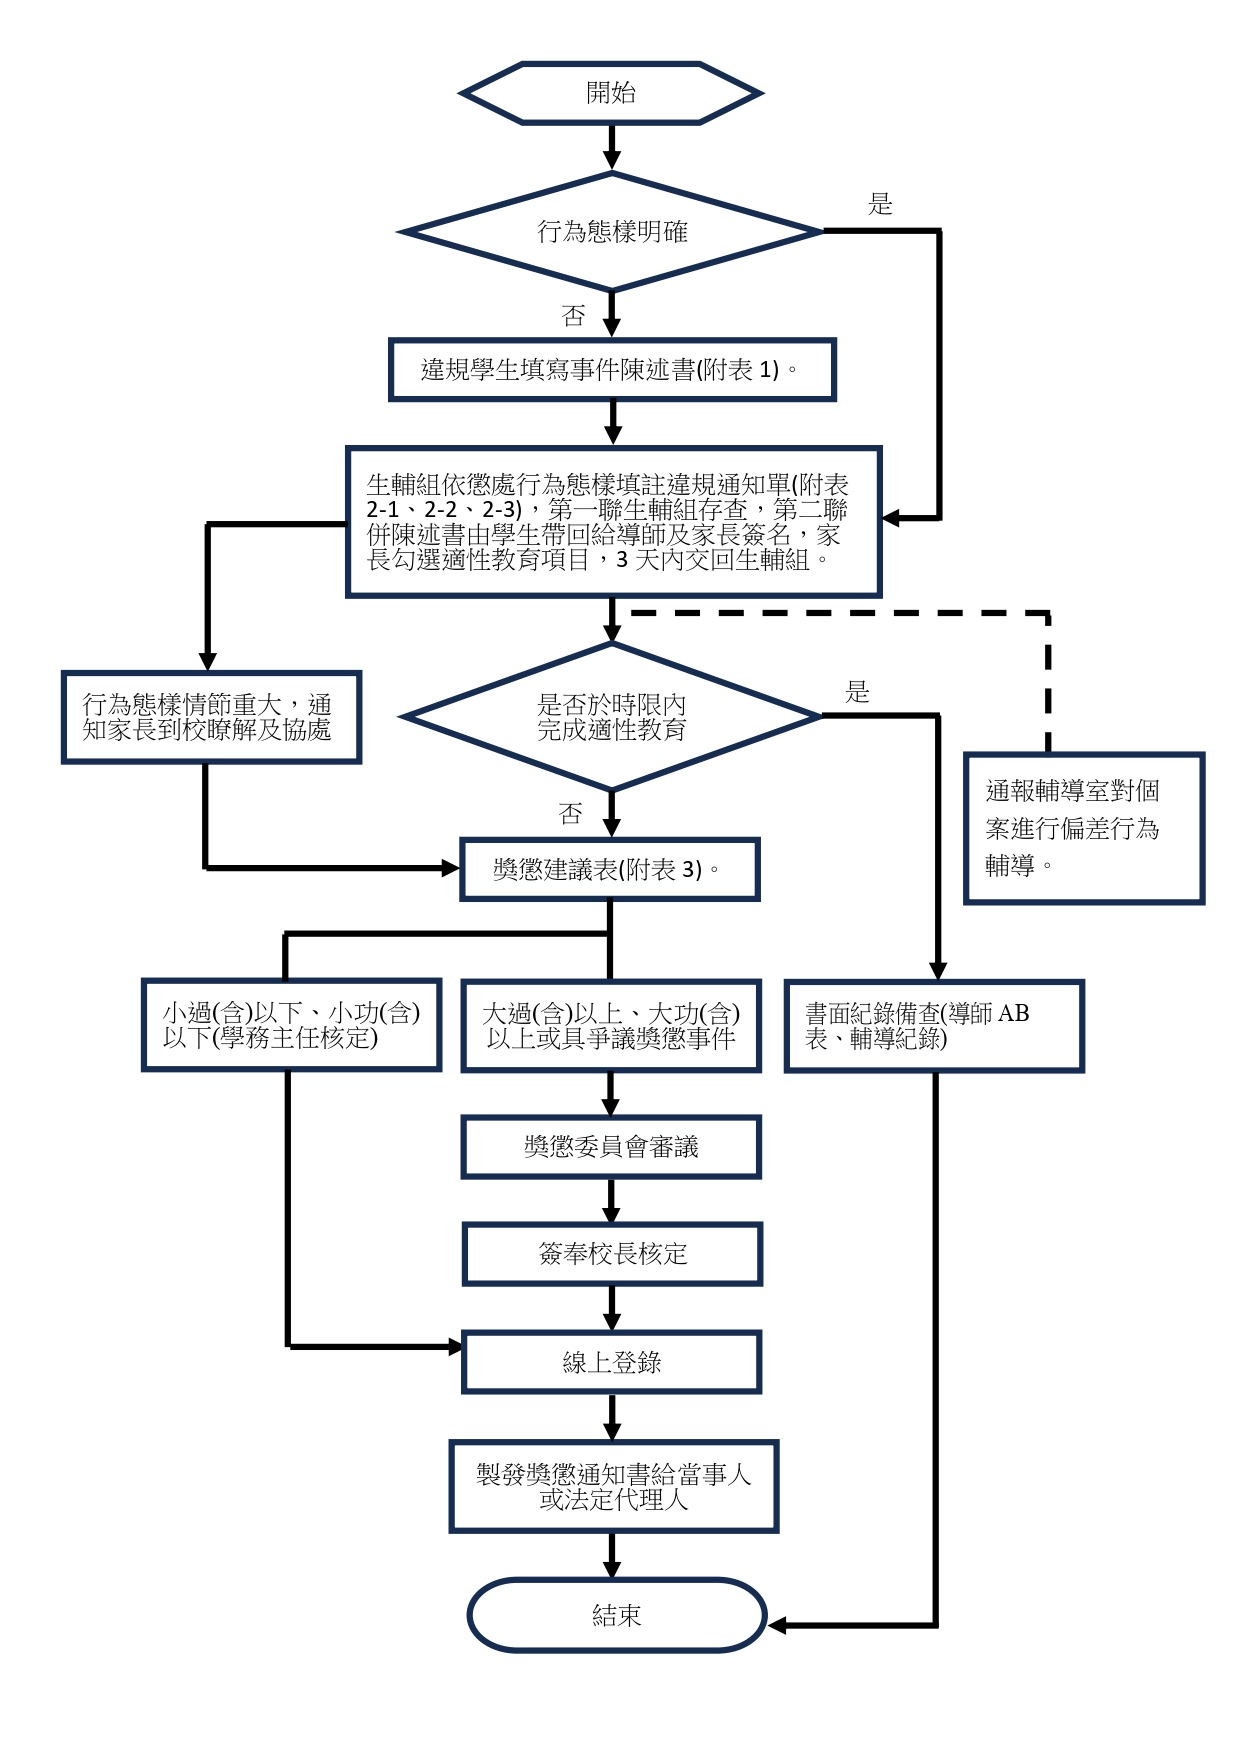 開始
行為態樣明確
是
否
違規學生填寫事件陳述書(附表 1)。
生輔組依懲處行為態樣填註違規通知單(附表
2-1、2-2、2-3)，第一聯生輔組存查，第二聯
併陳述書由學生帶回給導師及家長簽名，家
長勾選適性教育項目，3 天內交回生輔組。
行為態樣情節重大，通
知家長到校瞭解及協處
是否於時限內
完成適性教育
是
否
通報輔導室對個
案進行偏差行為
輔導。
獎懲建議表(附表 3)。
小過(含)以下、小功(含)
以下(學務主任核定)
大過(含)以上、大功(含)
以上或具爭議獎懲事件
書面紀錄備查(導師 AB
表、輔導紀錄)
獎懲委員會審議
簽奉校長核定
線上登錄
製發獎懲通知書給當事人
或法定代理人
結束